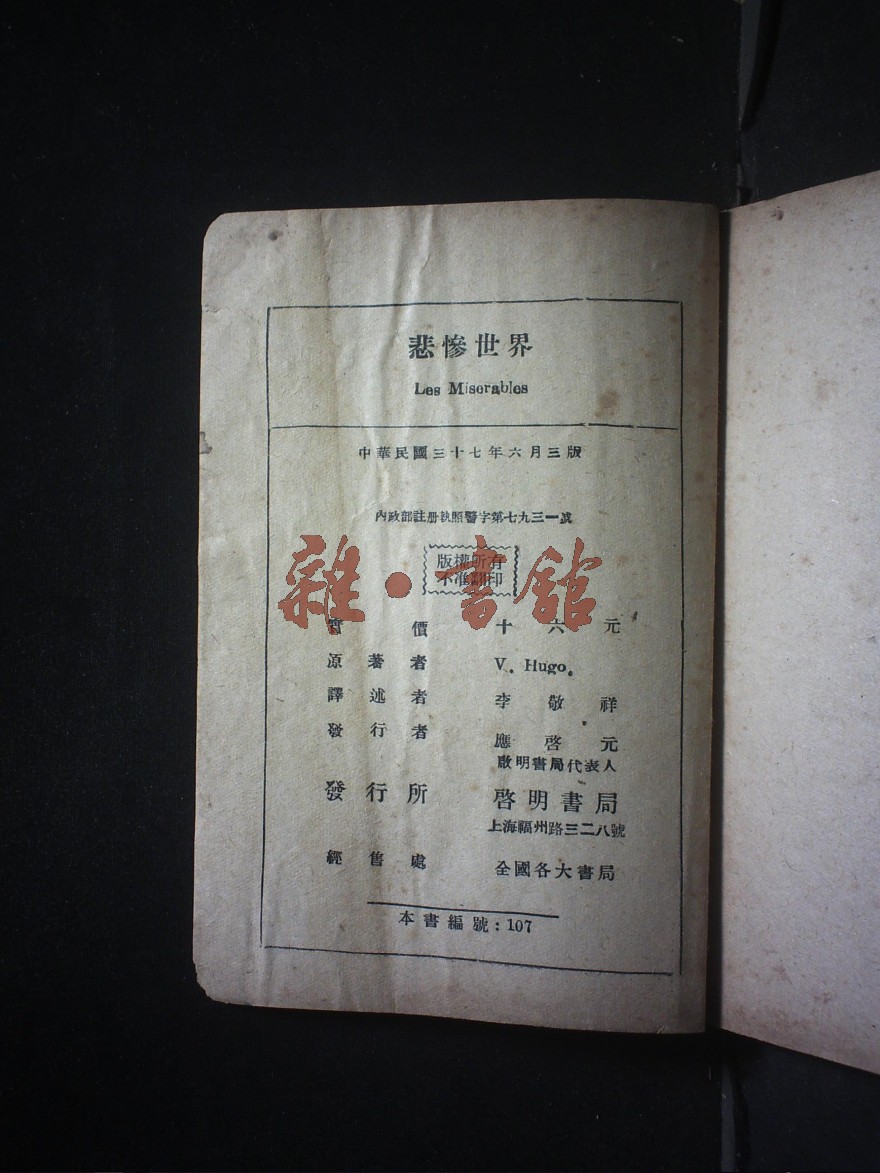 悲慘世界
Les Miserables
中華民國三十七年六月三版
內政部註册執照警字第七九三一號
版權所有
不准翻印
雜·書館
實價 十六元
原著者 V. Hugo.
譯述者 李敬祥
發行者 應啓元
啟明書局代表人
發行所 啓明書局
上海福州路三二八號
經售處 全國各大書局
本書編號：107